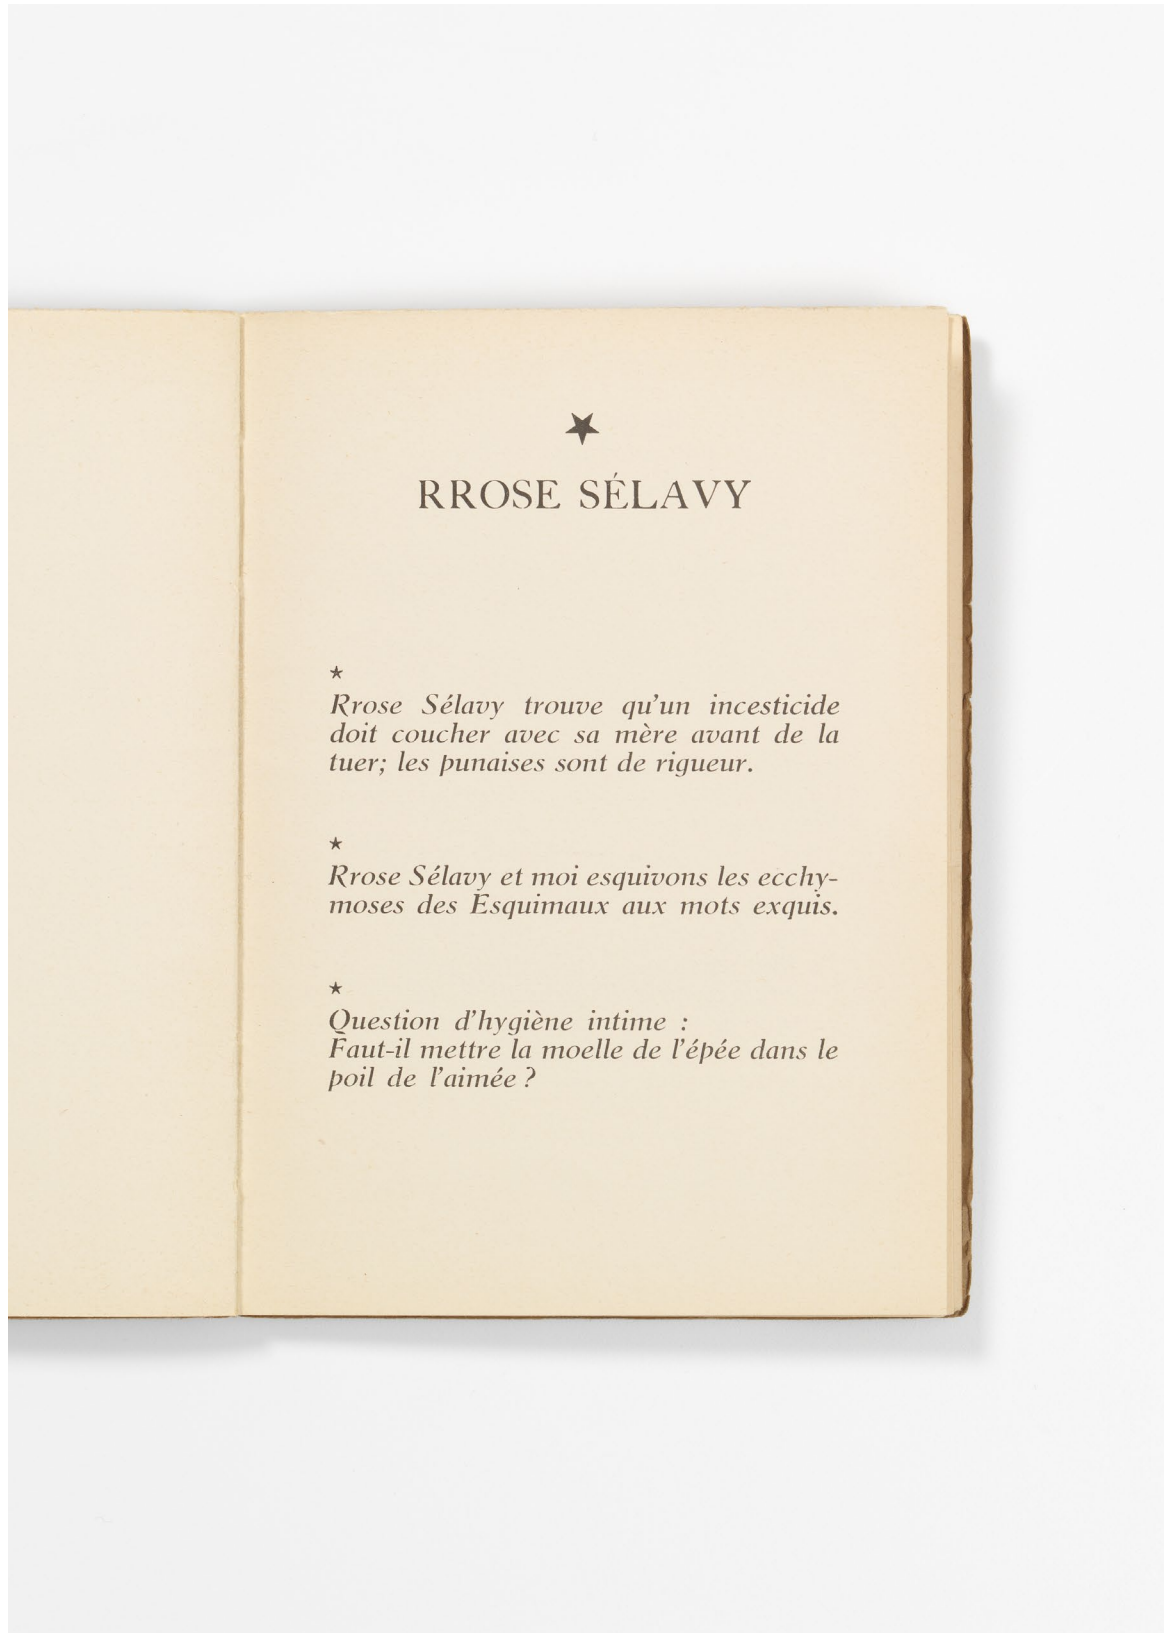 RROSE SÉLAVY
Rrose Sélavy trouve qu'un incesticide
doit coucher avec sa mère avant de la
tuer; les punaises sont de rigueur.
Rrose Sélavy et moi esquivons les ecchy-
moses des Esquimaux aux mots exquis.
Question d'hygiène intime :
Faut-il mettre la moelle de l'épée dans le
poil de l'aimée ?